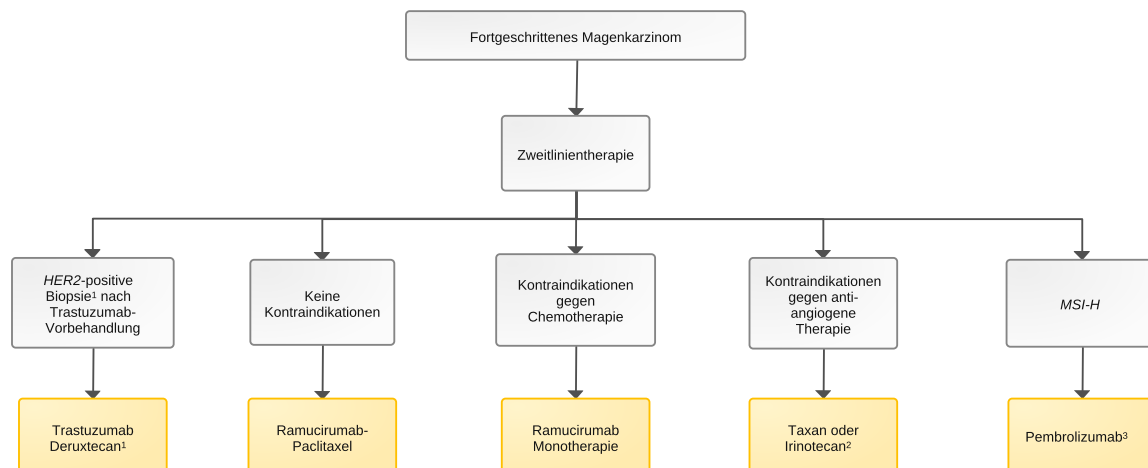 Fortgeschrittenes Magenkarzinom
Zweitlinientherapie
HER2-positive
Biopsie¹ nach
Trastuzumab-
Vorbehandlung
Keine
Kontraindikationen
Kontraindikationen
gegen
Chemotherapie
Kontraindikationen
gegen anti-
angiogene
Therapie
MSI-H
Trastuzumab
Deruxtecan¹
Ramucirumab-
Paclitaxel
Ramucirumab
Monotherapie
Taxan oder
Irinotecan²
Pembrolizumab³